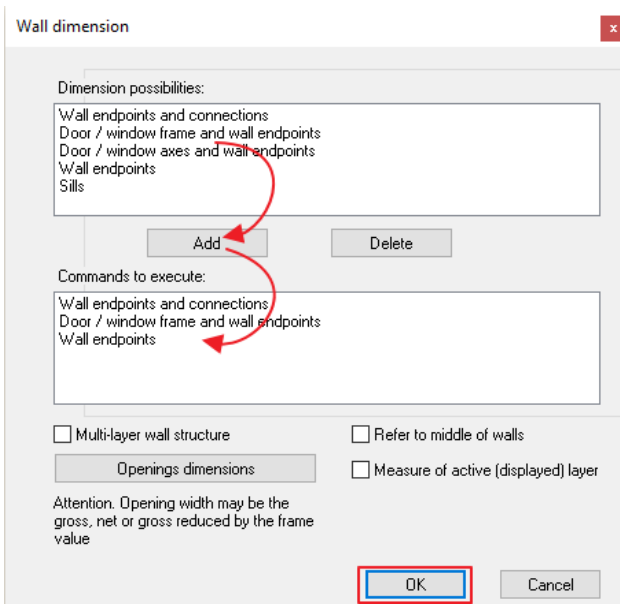 Wall dimension
x
Dimension possibilities:
Wall endpoints and connections
Door / window frame and wall endpoints
Door / window axes and wall endpoints
Wall endpoints
Sills
Add Delete
Commands to execute:
Wall endpoints and connections
Door / window frame and wall endpoints
Wall endpoints
Multi-layer wall structure Refer to middle of walls
Openings dimensions Measure of active (displayed) layer
Attention. Opening width may be the
gross, net or gross reduced by the frame
value
OK Cancel